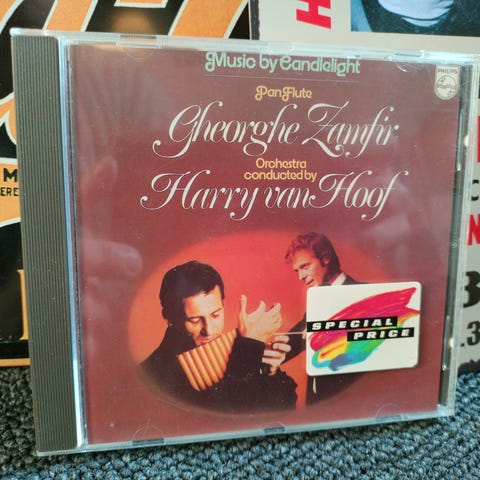 Music by Candlelight
PHILIPS
Pan Flute
Gheorghe Zamfir
Orchestra
conducted by
Harry van Hoof
SPECIAL
PRICE